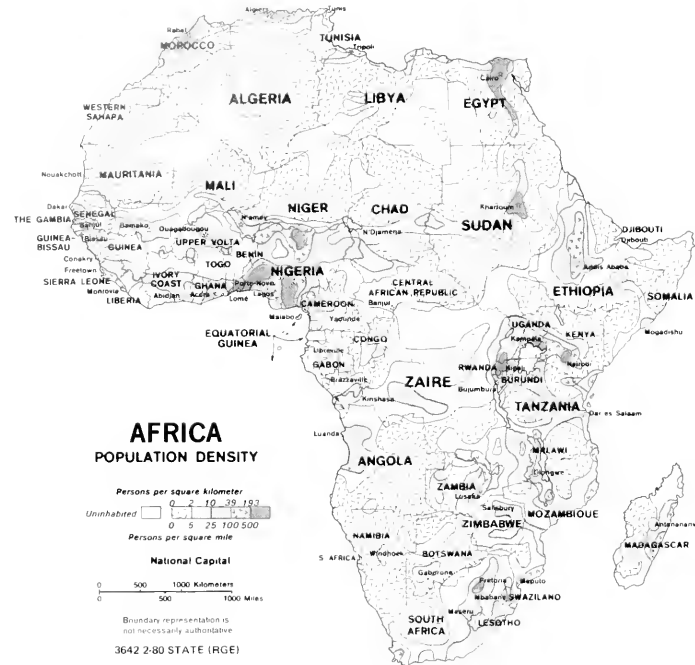 Algiers
Tunis
Rabat
MOROCCO
TUNISIA
Tripoli
Cairo
ALGERIA
LIBYA
EGYPT
WESTERN
SAHARA
Nouakchott
MAURITANIA
MALI
NIGER
CHAD
SUDAN
Khartoum
Dakar
SENEGAL
THE GAMBIA
Banjul
Bamako
Ouagadougou
Niamey
N'Djamena
DJIBOUTI
Djibouti
GUINEA-
BISSAU
Bissau
GUINEA
UPPER VOLTA
BENIN
NIGERIA
Conakry
Freetown
SIERRA LEONE
Monrovia
LIBERIA
IVORY
COAST
Abidjan
GHANA
Accra
TOGO
Lomé
Porto-Novo
Lagos
Addis Ababa
ETHIOPIA
SOMALIA
CENTRAL
AFRICAN REPUBLIC
CAMEROON
Bangui
Malabo
Yaounde
EQUATORIAL
GUINEA
CONGO
UGANDA
Kampala
KENYA
Mogadishu
Libreville
GABON
Brazzaville
Kinshasa
ZAIRE
RWANDA
Kigali
Nairobi
Bujumbura
BURUNDI
TANZANIA
Dar es Salaam
Luanda
ANGOLA
MALAWI
Lilongwe
ZAMBIA
Lusaka
Salisbury
MOZAMBIQUE
ZIMBABWE
Antananarivo
MADAGASCAR
NAMIBIA
S AFRICA
Windhoek
BOTSWANA
Gaborone
Pretoria
Maputo
Mbabane
SWAZILAND
Maseru
LESOTHO
SOUTH
AFRICA
AFRICA
POPULATION DENSITY
Persons per square kilometer
0 2 10 39 193
Uninhabited
0 5 25 100 500
Persons per square mile
National Capital
0 500 1000 Kilometers
0 500 1000 Miles
Boundary representation is
not necessarily authoritative
3642 2-80 STATE (RGE)